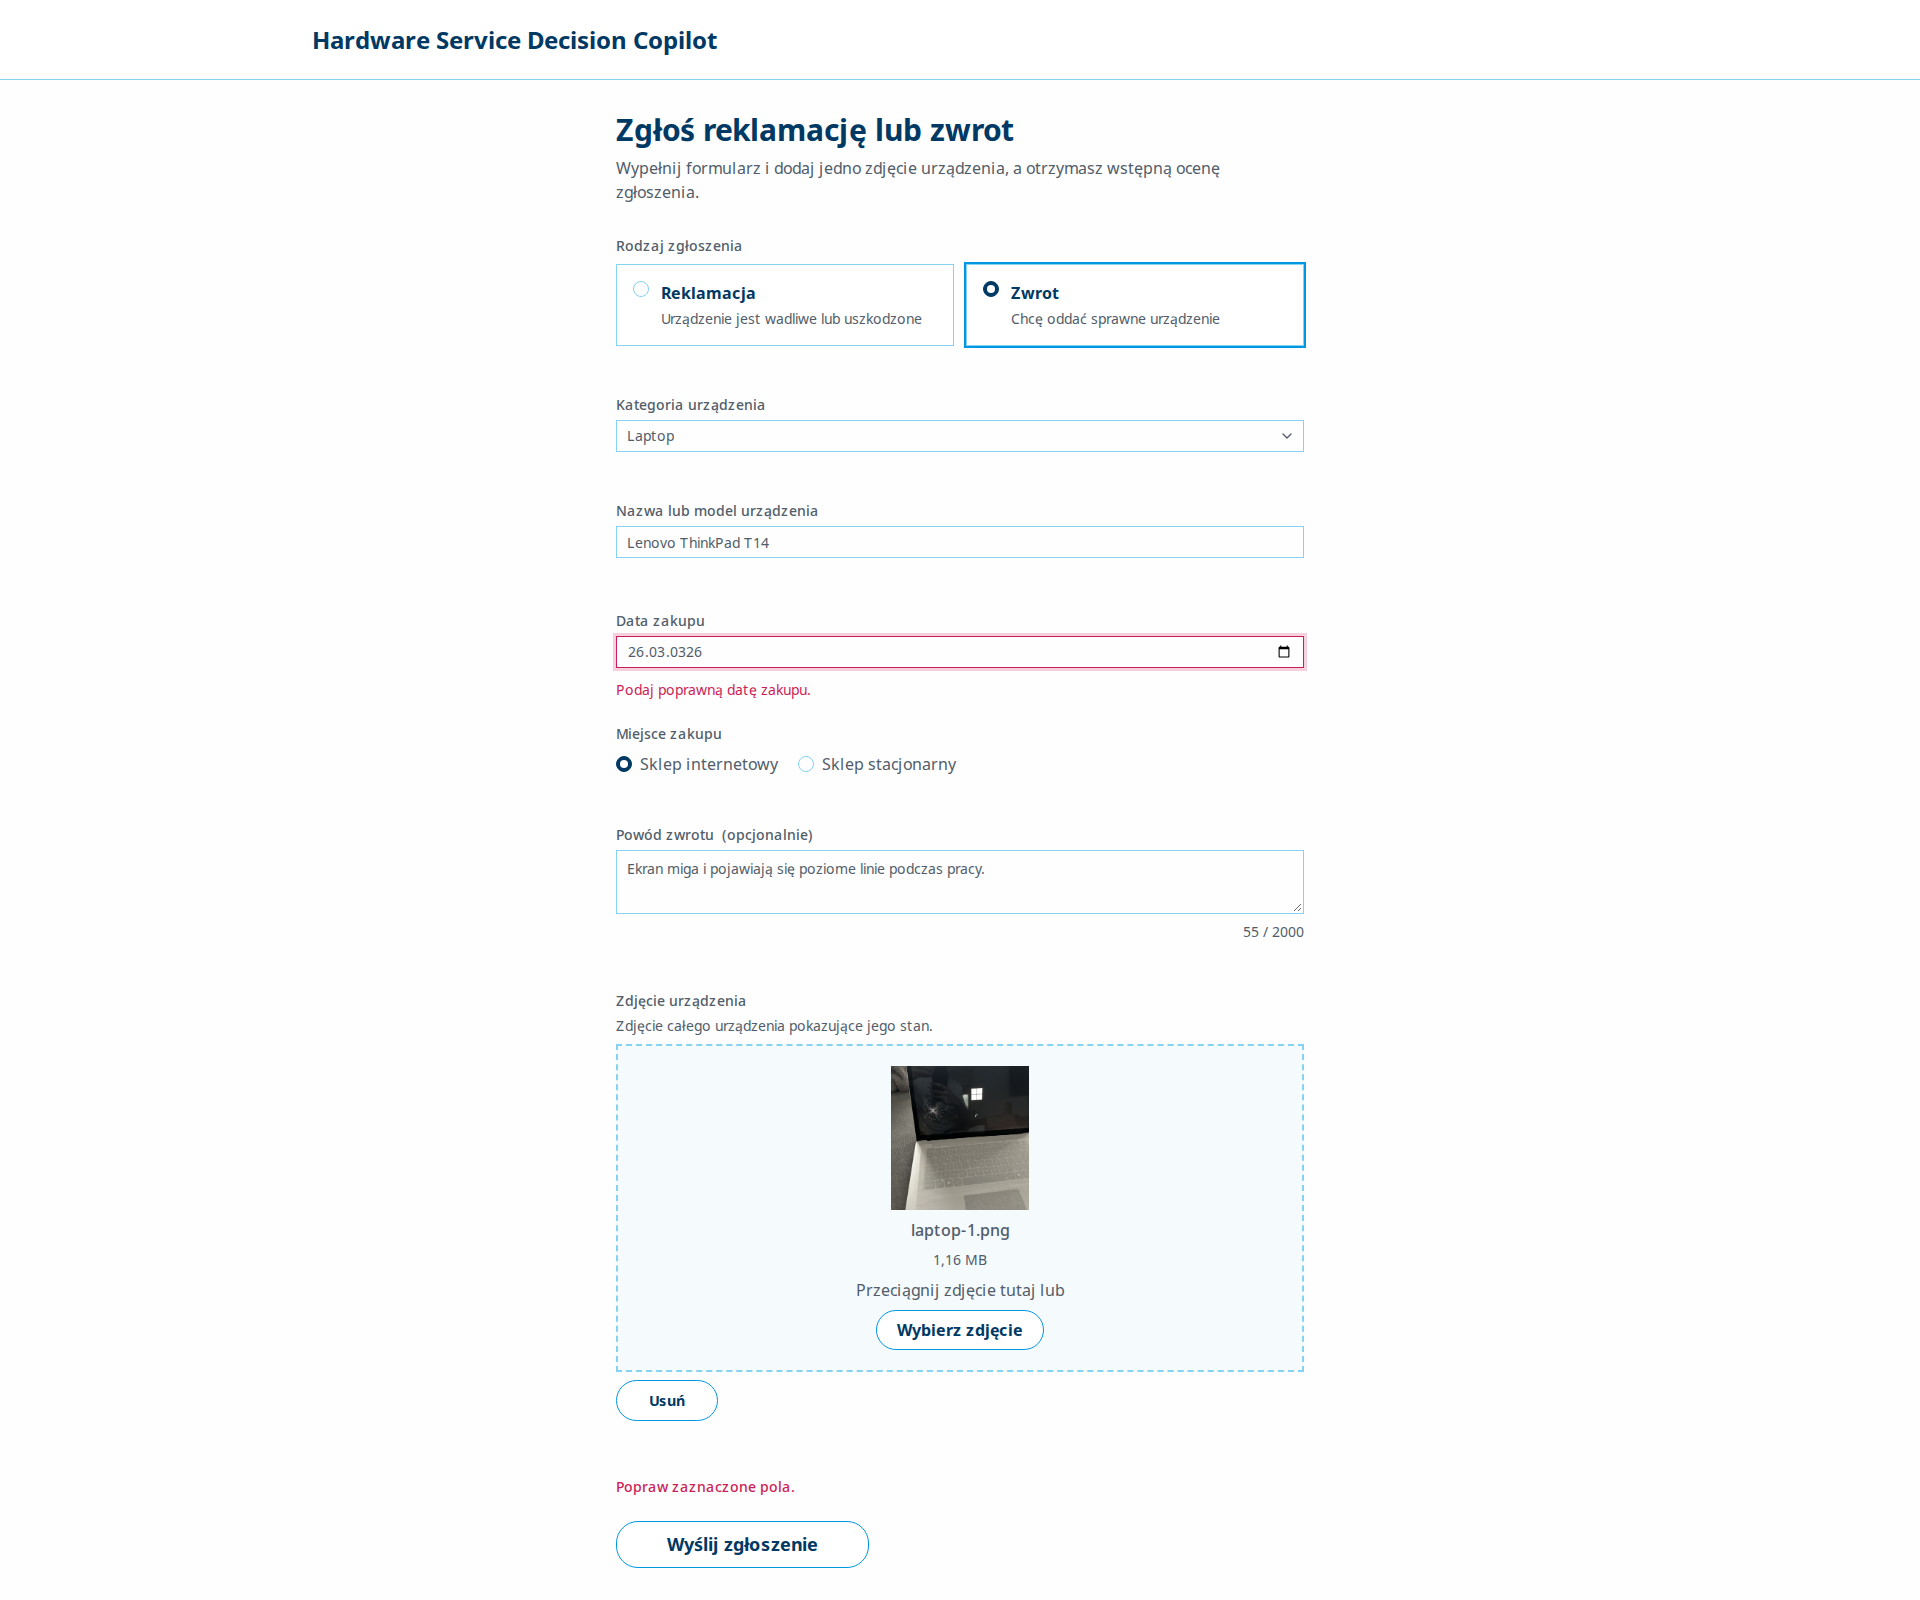 Hardware Service Decision Copilot
Zgłoś reklamację lub zwrot
Wypełnij formularz i dodaj jedno zdjęcie urządzenia, a otrzymasz wstępną ocenę
zgłoszenia.
Rodzaj zgłoszenia
Reklamacja
Urządzenie jest wadliwe lub uszkodzone
Zwrot
Chcę oddać sprawne urządzenie
Kategoria urządzenia
Laptop
Nazwa lub model urządzenia
Lenovo ThinkPad T14
Data zakupu
26.03.0326
Podaj poprawną datę zakupu.
Miejsce zakupu
Sklep internetowy
Sklep stacjonarny
Powód zwrotu (opcjonalnie)
Ekran miga i pojawiają się poziome linie podczas pracy.
55 / 2000
Zdjęcie urządzenia
Zdjęcie całego urządzenia pokazujące jego stan.
laptop-1.png
1,16 MB
Przeciągnij zdjęcie tutaj lub
Wybierz zdjęcie
Usuń
Popraw zaznaczone pola.
Wyślij zgłoszenie